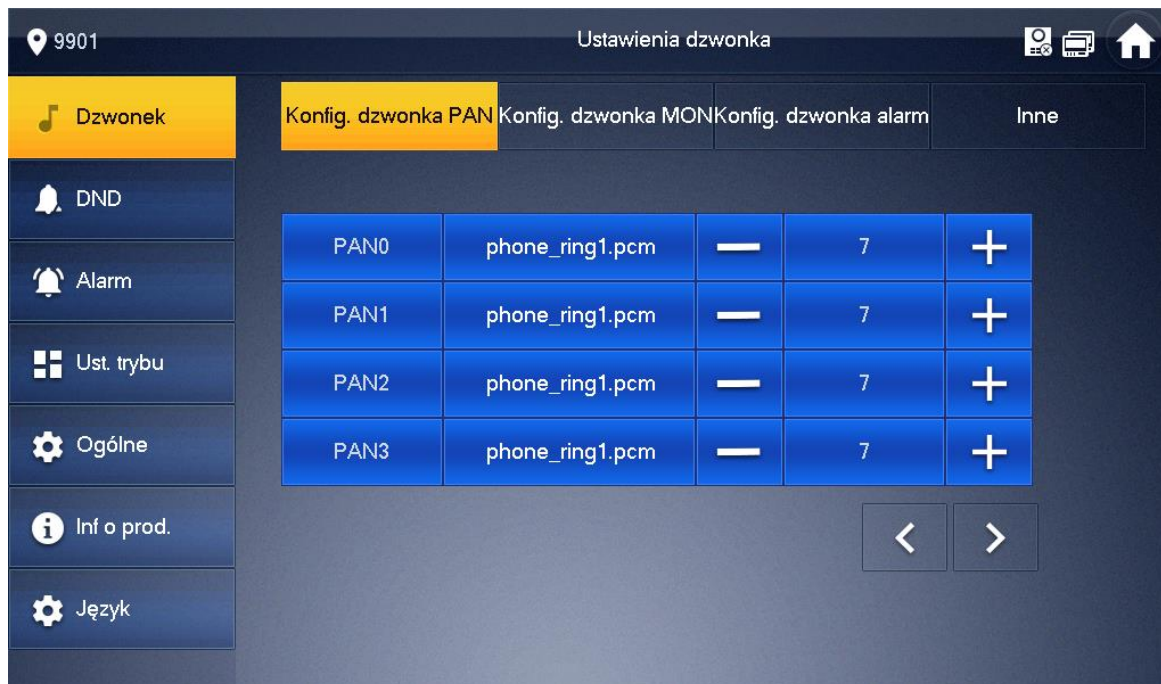 9901
Ustawienia dzwonka
Dzwonek
Konfig. dzwonka PAN
Konfig. dzwonka MON
Konfig. dzwonka alarm
Inne
DND
Alarm
Ust. trybu
Ogólne
Inf o prod.
Język
PAN0 phone_ring1.pcm 7
PAN1 phone_ring1.pcm 7
PAN2 phone_ring1.pcm 7
PAN3 phone_ring1.pcm 7